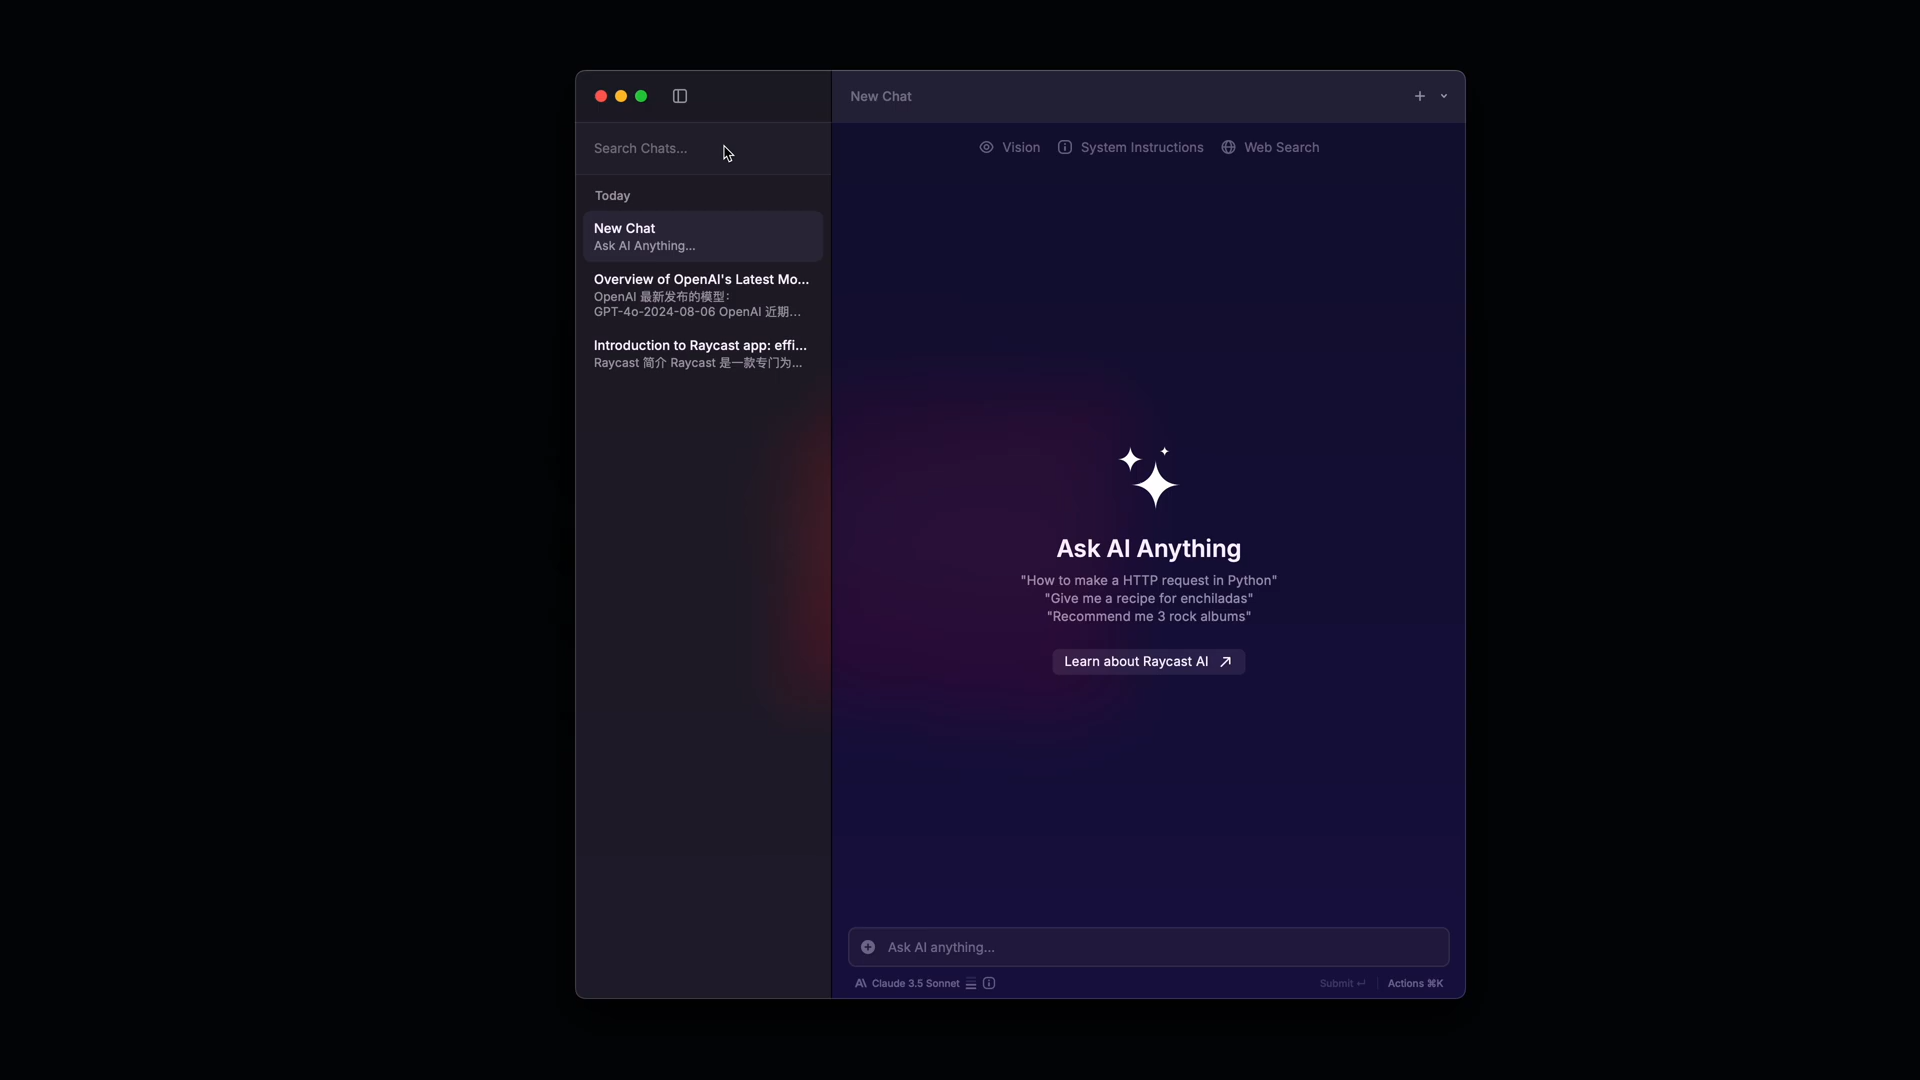 New Chat
Search Chats...
Vision
System Instructions
Web Search
Today
New Chat
Ask AI Anything...
Overview of OpenAI's Latest Mo...
OpenAI 最新发布的模型：
GPT-4o-2024-08-06 OpenAI 近期...
Introduction to Raycast app: effi...
Raycast 简介 Raycast 是一款专门为...
Ask AI Anything
"How to make a HTTP request in Python"
"Give me a recipe for enchiladas"
"Recommend me 3 rock albums"
Learn about Raycast AI
Ask AI anything...
Claude 3.5 Sonnet
Submit ↵
Actions ⌘K